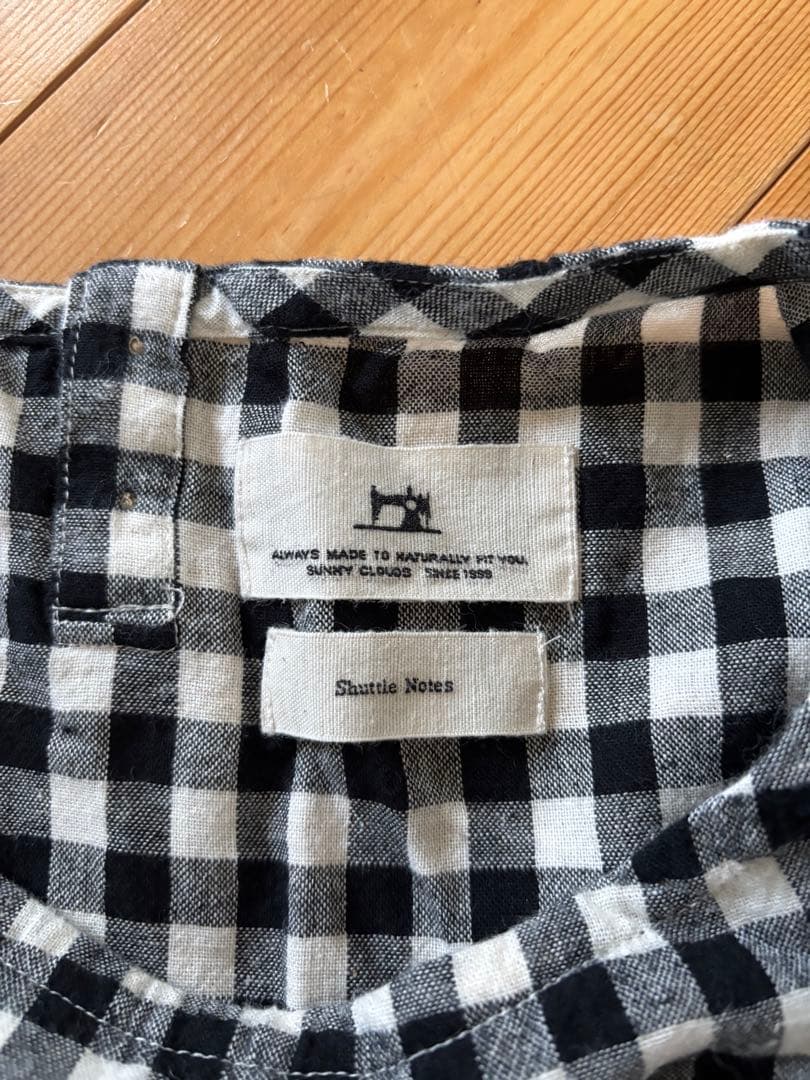 ALWAYS MADE TO NATURALLY FIT YOU.
SUNNY CLOUDS SINCE 1999
Shuttle Notes